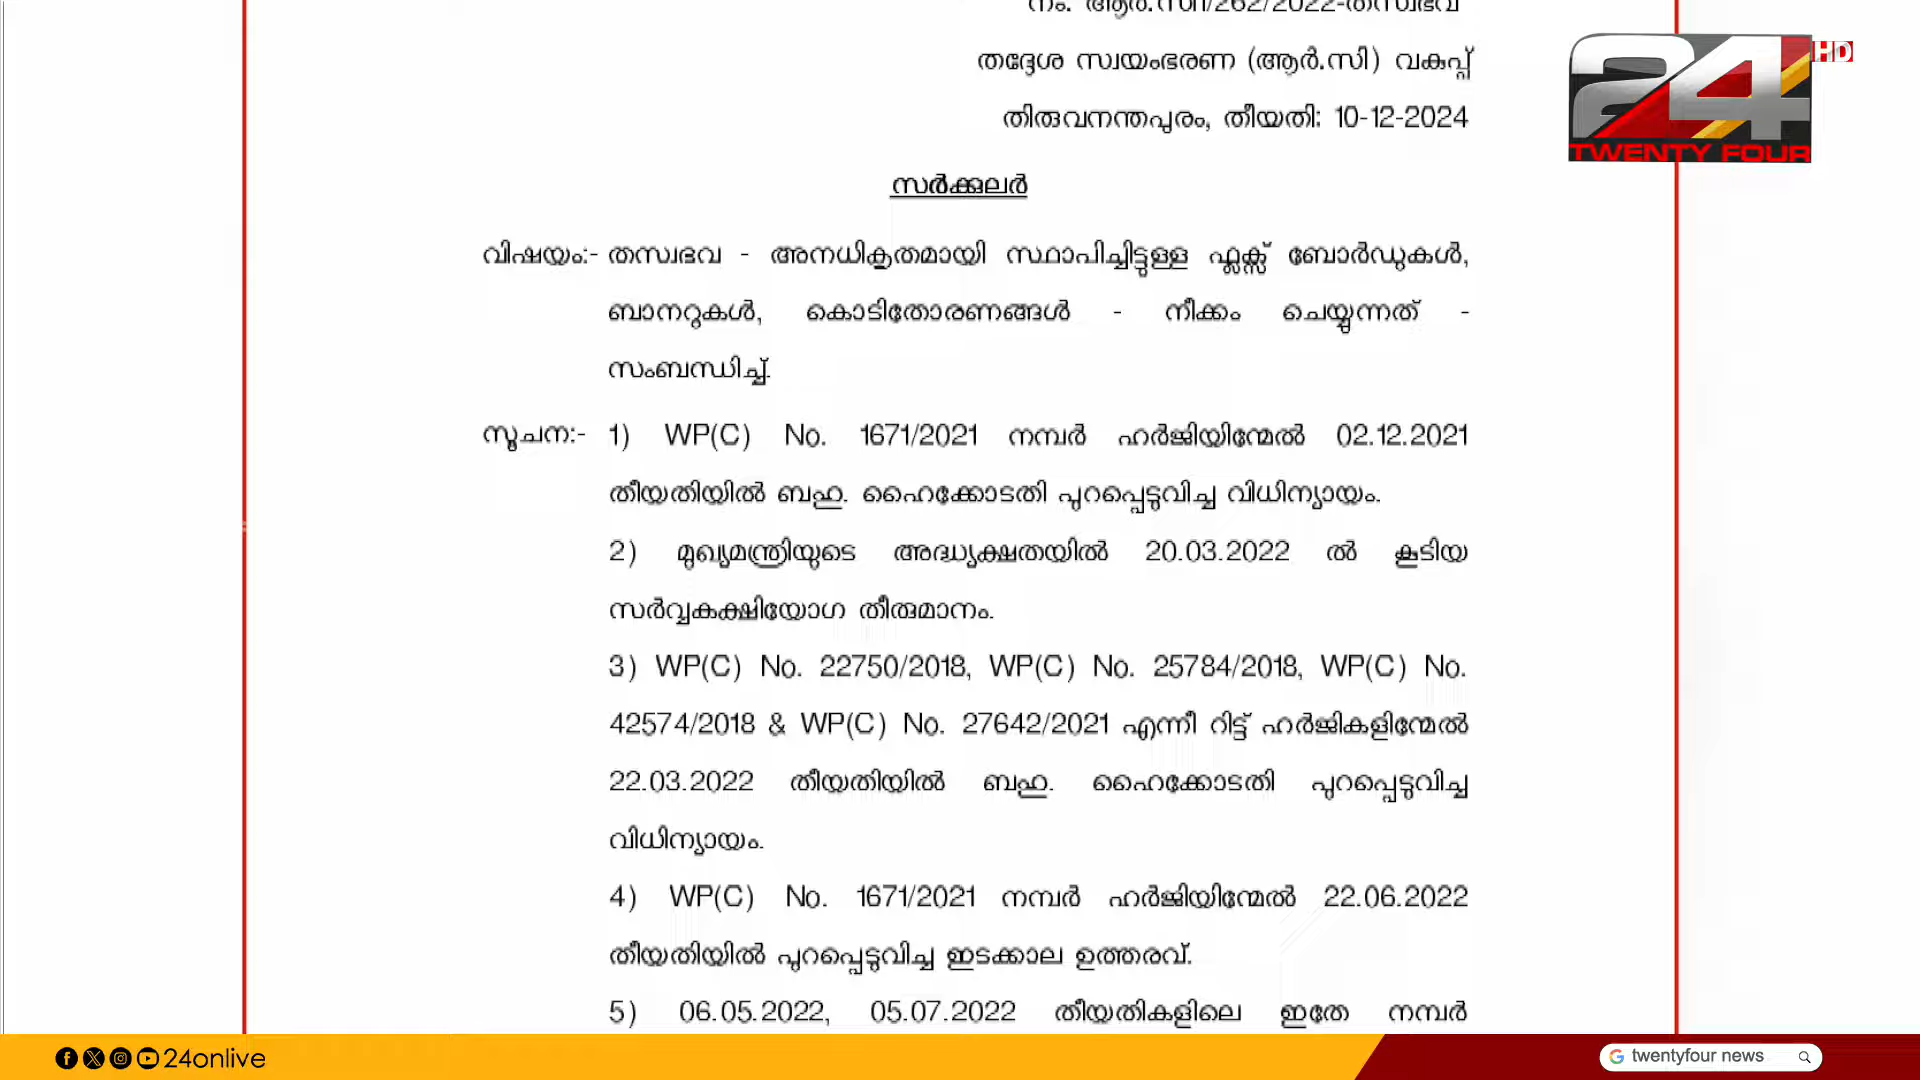 നം. ആർ.സി1/262/2022-തസ്വഭവ
തദ്ദേശ സ്വയംഭരണ (ആർ.സി) വകുപ്പ്
തിരുവനന്തപുരം, തീയതി: 10-12-2024
24 HD
TWENTY FOUR
സർക്കുലർ
വിഷയം:- തസ്വഭവ - അനധികൃതമായി സ്ഥാപിച്ചിട്ടുള്ള ഫ്ലക്സ് ബോർഡുകൾ,
ബാനറുകൾ, കൊടിതോരണങ്ങൾ - നീക്കം ചെയ്യുന്നത് -
സംബന്ധിച്ച്.
സൂചന:- 1) WP(C) No. 1671/2021 നമ്പർ ഹർജിയിന്മേൽ 02.12.2021
തീയതിയിൽ ബഹു. ഹൈക്കോടതി പുറപ്പെടുവിച്ച വിധിന്യായം.
2) മുഖ്യമന്ത്രിയുടെ അദ്ധ്യക്ഷതയിൽ 20.03.2022 ൽ കൂടിയ
സർവ്വകക്ഷിയോഗ തീരുമാനം.
3) WP(C) No. 22750/2018, WP(C) No. 25784/2018, WP(C) No.
42574/2018 & WP(C) No. 27642/2021 എന്നീ റിട്ട് ഹർജികളിന്മേൽ
22.03.2022 തീയതിയിൽ ബഹു. ഹൈക്കോടതി പുറപ്പെടുവിച്ച
വിധിന്യായം.
4) WP(C) No. 1671/2021 നമ്പർ ഹർജിയിന്മേൽ 22.06.2022
തീയതിയിൽ പുറപ്പെടുവിച്ച ഇടക്കാല ഉത്തരവ്.
5) 06.05.2022, 05.07.2022 തീയതികളിലെ ഇതേ നമ്പർ
24onlive
twentyfour news